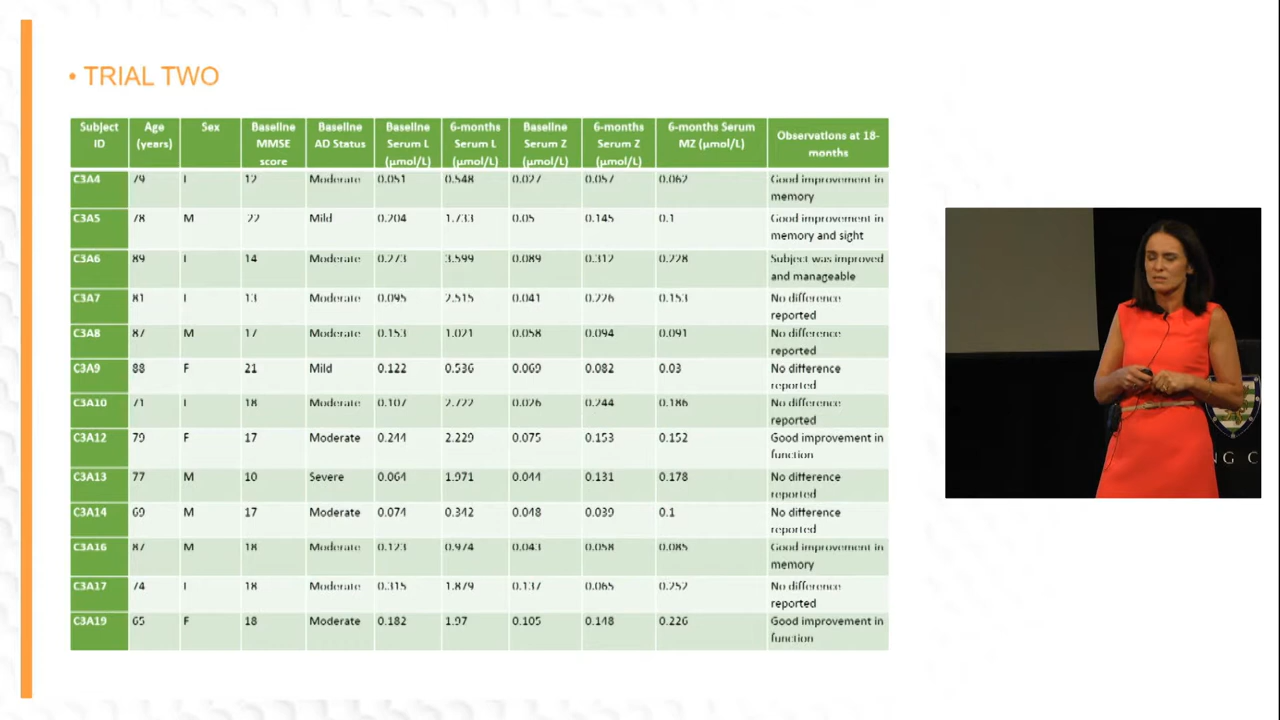 • TRIAL TWO
Subject ID | Age (years) | Sex | Baseline MMSE score | Baseline AD Status | Baseline Serum L (µmol/L) | 6-months Serum L (µmol/L) | Baseline Serum Z (µmol/L) | 6-months Serum Z (µmol/L) | 6-months Serum MZ (µmol/L) | Observations at 18-months
C3A4 79 12 Moderate 0.051 0.548 0.027 0.057 0.062 Good improvement in memory
C3A5 78 M 22 Mild 0.204 1.733 0.05 0.145 0.1 Good improvement in memory and sight
C3A6 89 14 Moderate 0.273 3.599 0.089 0.312 0.228 Subject was improved and manageable
C3A7 81 13 Moderate 0.095 2.515 0.041 0.226 0.153 No difference reported
C3A8 87 M 17 Moderate 0.153 1.021 0.058 0.094 0.091 No difference reported
C3A9 88 F 21 Mild 0.122 0.536 0.069 0.082 0.03 No difference reported
C3A10 71 18 Moderate 0.107 2.722 0.026 0.244 0.186 No difference reported
C3A12 79 F 17 Moderate 0.244 2.229 0.075 0.153 0.152 Good improvement in function
C3A13 77 M 10 Severe 0.064 1.971 0.044 0.131 0.178 No difference reported
C3A14 69 M 17 Moderate 0.074 0.342 0.048 0.039 0.1 No difference reported
C3A16 87 M 18 Moderate 0.123 0.974 0.043 0.058 0.085 Good improvement in memory
C3A17 74 18 Moderate 0.315 1.879 0.137 0.065 0.252 No difference reported
C3A19 65 F 18 Moderate 0.182 1.97 0.105 0.148 0.226 Good improvement in function
NG C